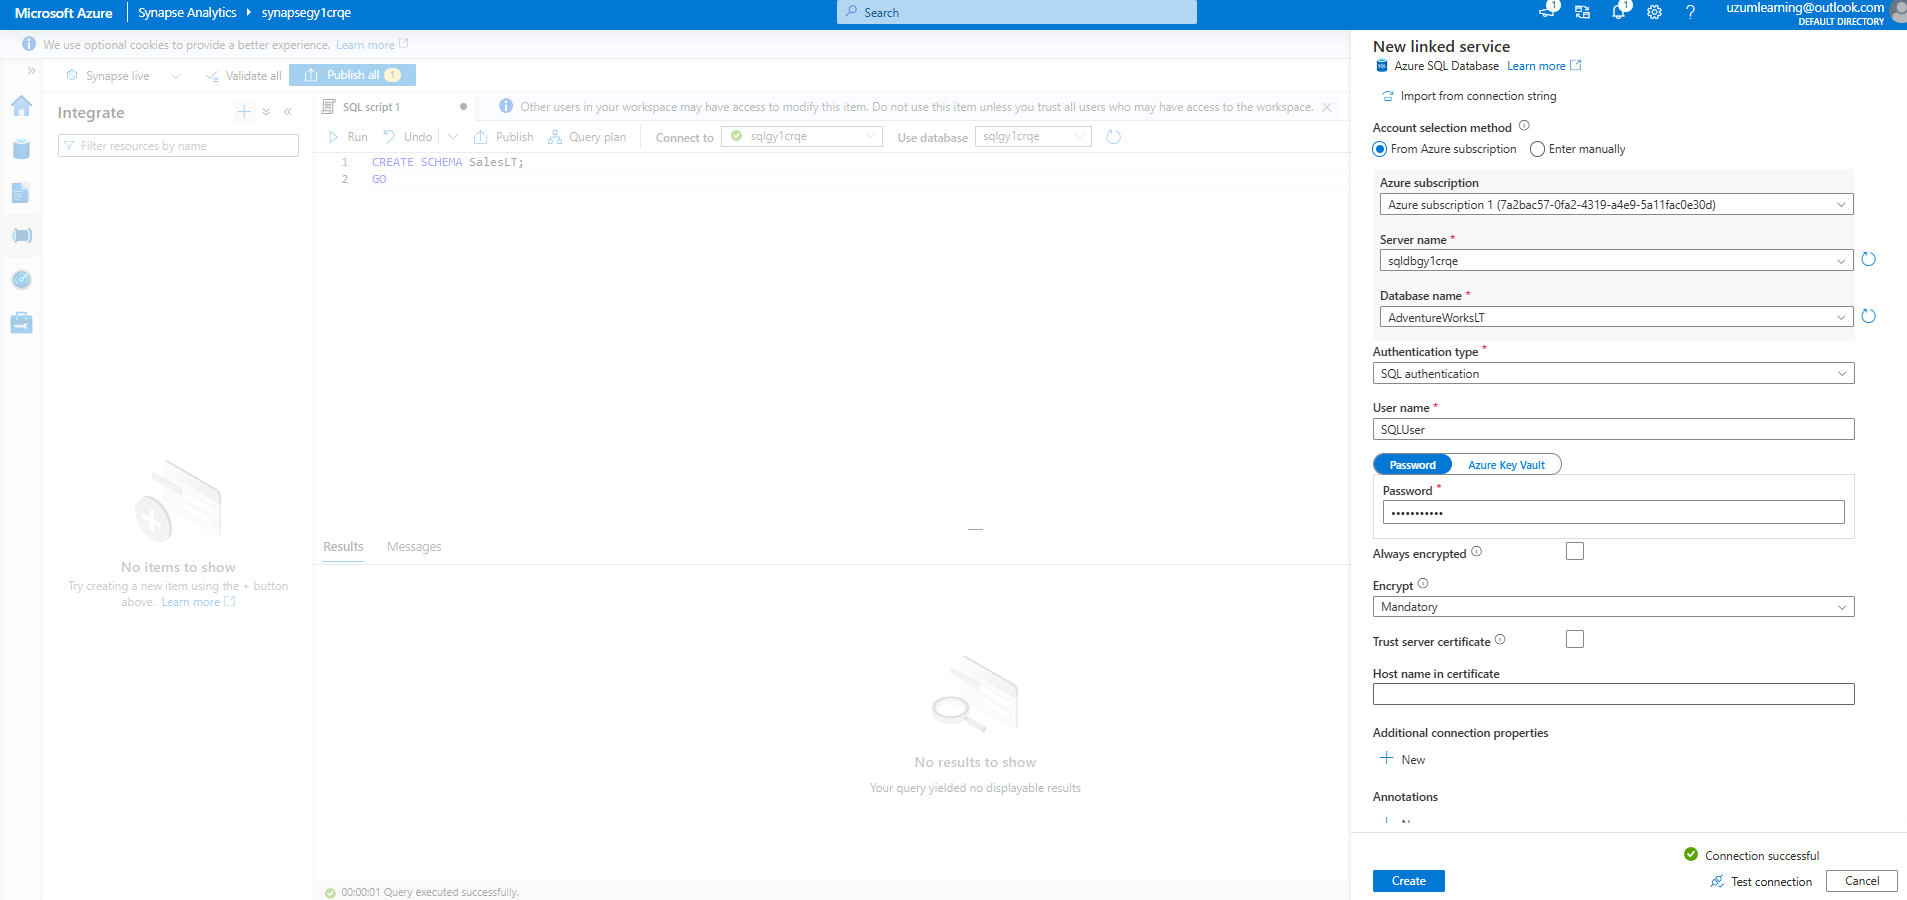 Microsoft Azure
Synapse Analytics
synapsegy1crqe
Search
1
1
uzumlearning@outlook.com
DEFAULT DIRECTORY
We use optional cookies to provide a better experience. Learn more
Synapse live
Validate all
Publish all 1
Integrate
Filter resources by name
No items to show
Try creating a new item using the + button
above. Learn more
SQL script 1
Other users in your workspace may have access to modify this item. Do not use this item unless you trust all users who may have access to the workspace.
Run
Undo
Publish
Query plan
Connect to
sqlgy1crqe
Use database
sqlgy1crqe
1 CREATE SCHEMA SalesLT;
2 GO
Results
Messages
No results to show
Your query yielded no displayable results
00:00:01 Query executed successfully.
New linked service
Azure SQL Database Learn more
Import from connection string
Account selection method
From Azure subscription
Enter manually
Azure subscription
Azure subscription 1 (7a2bac57-0fa2-4319-a4e9-5a11fac0e30d)
Server name *
sqldbgy1crqe
Database name *
AdventureWorksLT
Authentication type *
SQL authentication
User name *
SQLUser
Password
Azure Key Vault
Password *
•••••••••••
Always encrypted
Encrypt
Mandatory
Trust server certificate
Host name in certificate
Additional connection properties
+ New
Annotations
Connection successful
Create
Test connection
Cancel